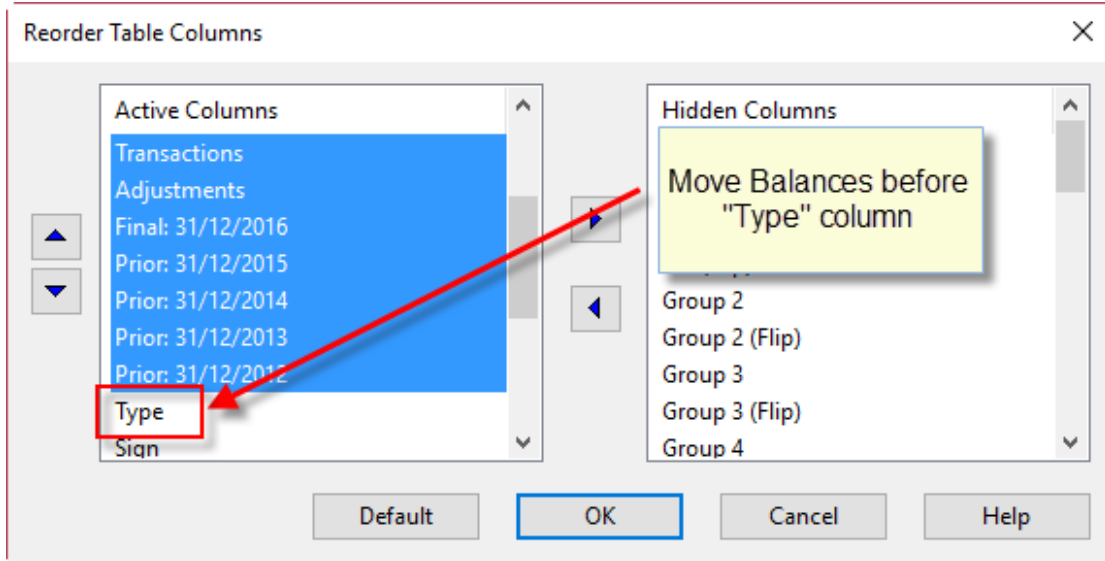 Reorder Table Columns
Active Columns
Transactions
Adjustments
Final: 31/12/2016
Prior: 31/12/2015
Prior: 31/12/2014
Prior: 31/12/2013
Prior: 31/12/2012
Type
Sign
Hidden Columns
Move Balances before
"Type" column
Group 2
Group 2 (Flip)
Group 3
Group 3 (Flip)
Group 4
Default
OK
Cancel
Help